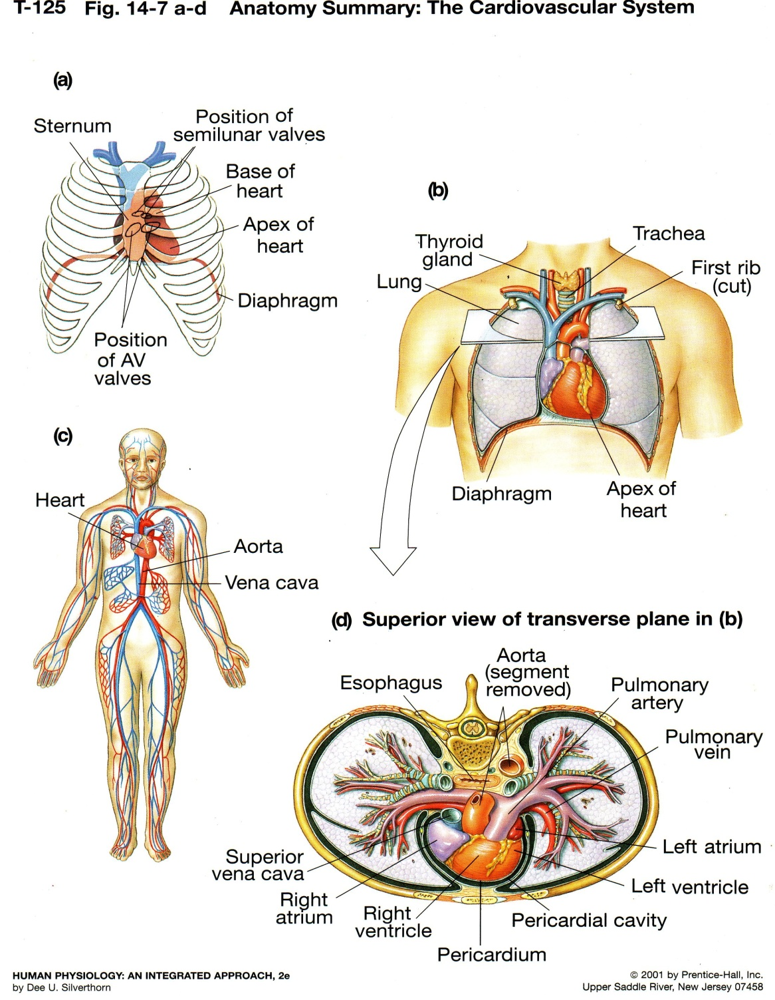 T-125 Fig. 14-7 a-d Anatomy Summary: The Cardiovascular System
(a)
Sternum
Position of
semilunar valves
Base of
heart
Apex of
heart
Diaphragm
Position
of AV
valves
(b)
Thyroid
gland
Trachea
Lung
First rib
(cut)
Diaphragm
Apex of
heart
(c)
Heart
Aorta
Vena cava
(d) Superior view of transverse plane in (b)
Aorta
(segment
removed)
Esophagus
Pulmonary
artery
Pulmonary
vein
Left atrium
Left ventricle
Pericardial cavity
Pericardium
Right
ventricle
Right
atrium
Superior
vena cava
HUMAN PHYSIOLOGY: AN INTEGRATED APPROACH, 2e
by Dee U. Silverthorn
© 2001 by Prentice-Hall, Inc.
Upper Saddle River, New Jersey 07458